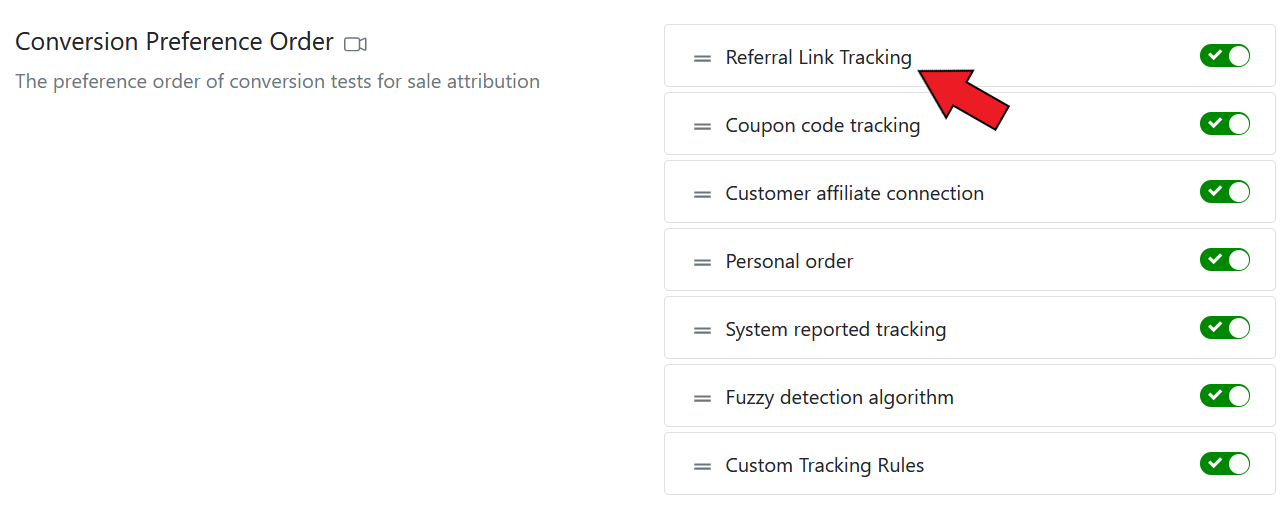 Conversion Preference Order
The preference order of conversion tests for sale attribution
Referral Link Tracking
Coupon code tracking
Customer affiliate connection
Personal order
System reported tracking
Fuzzy detection algorithm
Custom Tracking Rules